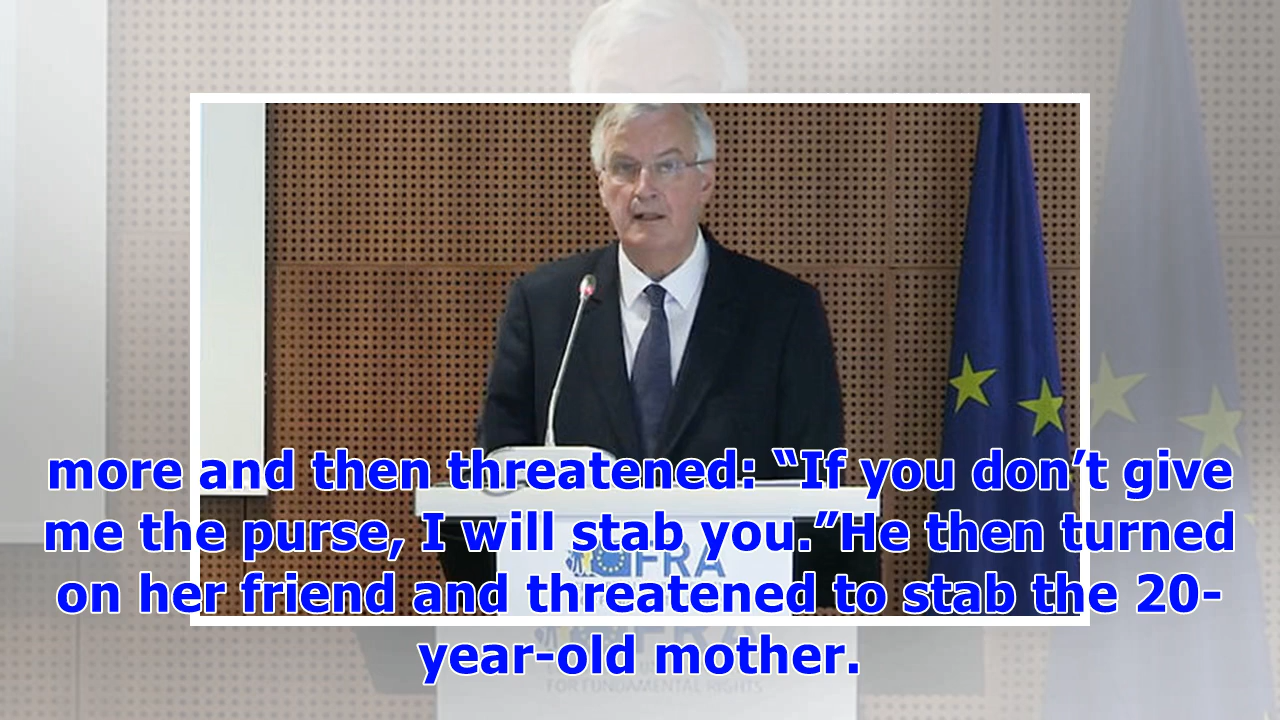 more and then threatened: “If you don’t give
me the purse, I will stab you.”He then turned
on her friend and threatened to stab the 20-
year-old mother.
FRA
FOR FUNDAMENTAL RIGHTS